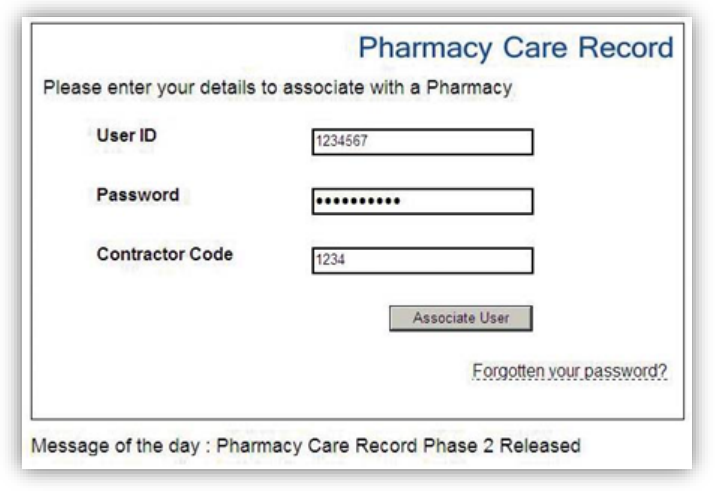 Pharmacy Care Record
Please enter your details to associate with a Pharmacy
User ID
1234567
Password
••••••••••
Contractor Code
1234
Associate User
Forgotten your password?
Message of the day : Pharmacy Care Record Phase 2 Released